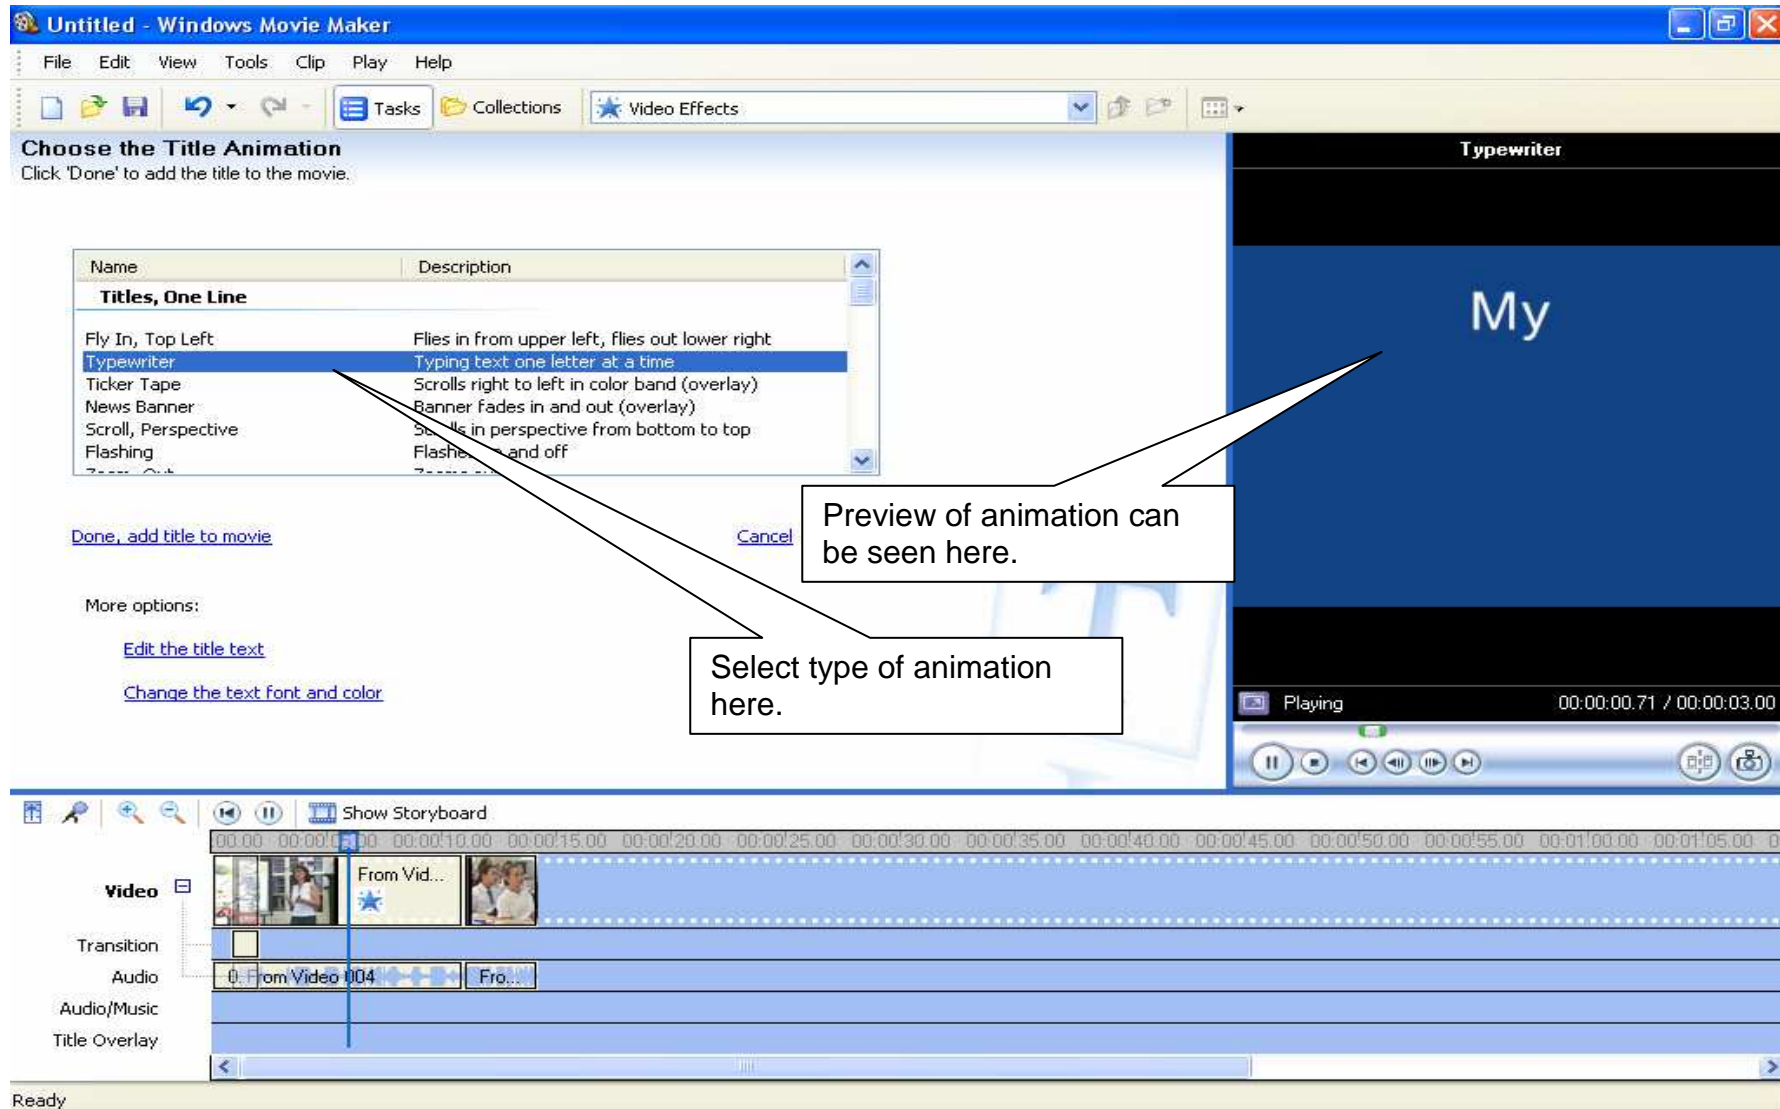 Untitled - Windows Movie Maker
File Edit View Tools Clip Play Help
Tasks Collections Video Effects
Choose the Title Animation
Click 'Done' to add the title to the movie.
Name Description
Titles, One Line
Fly In, Top Left Flies in from upper left, flies out lower right
Typewriter Typing text one letter at a time
Ticker Tape Scrolls right to left in color band (overlay)
News Banner Banner fades in and out (overlay)
Scroll, Perspective Scrolls in perspective from bottom to top
Flashing Flashes on and off
Done, add title to movie Cancel
More options:
Edit the title text
Change the text font and color
Preview of animation can
be seen here.
Select type of animation
here.
Typewriter
My
Playing 00:00:00.71 / 00:00:03.00
Show Storyboard
00:00 00:00:10.00 00:00:15.00 00:00:20.00 00:00:25.00 00:00:30.00 00:00:35.00 00:00:40.00 00:00:45.00 00:00:50.00 00:00:55.00 00:01:00.00 00:01:05.00
Video From Vid...
Transition
Audio 0. From Video 004 Fro...
Audio/Music
Title Overlay
Ready